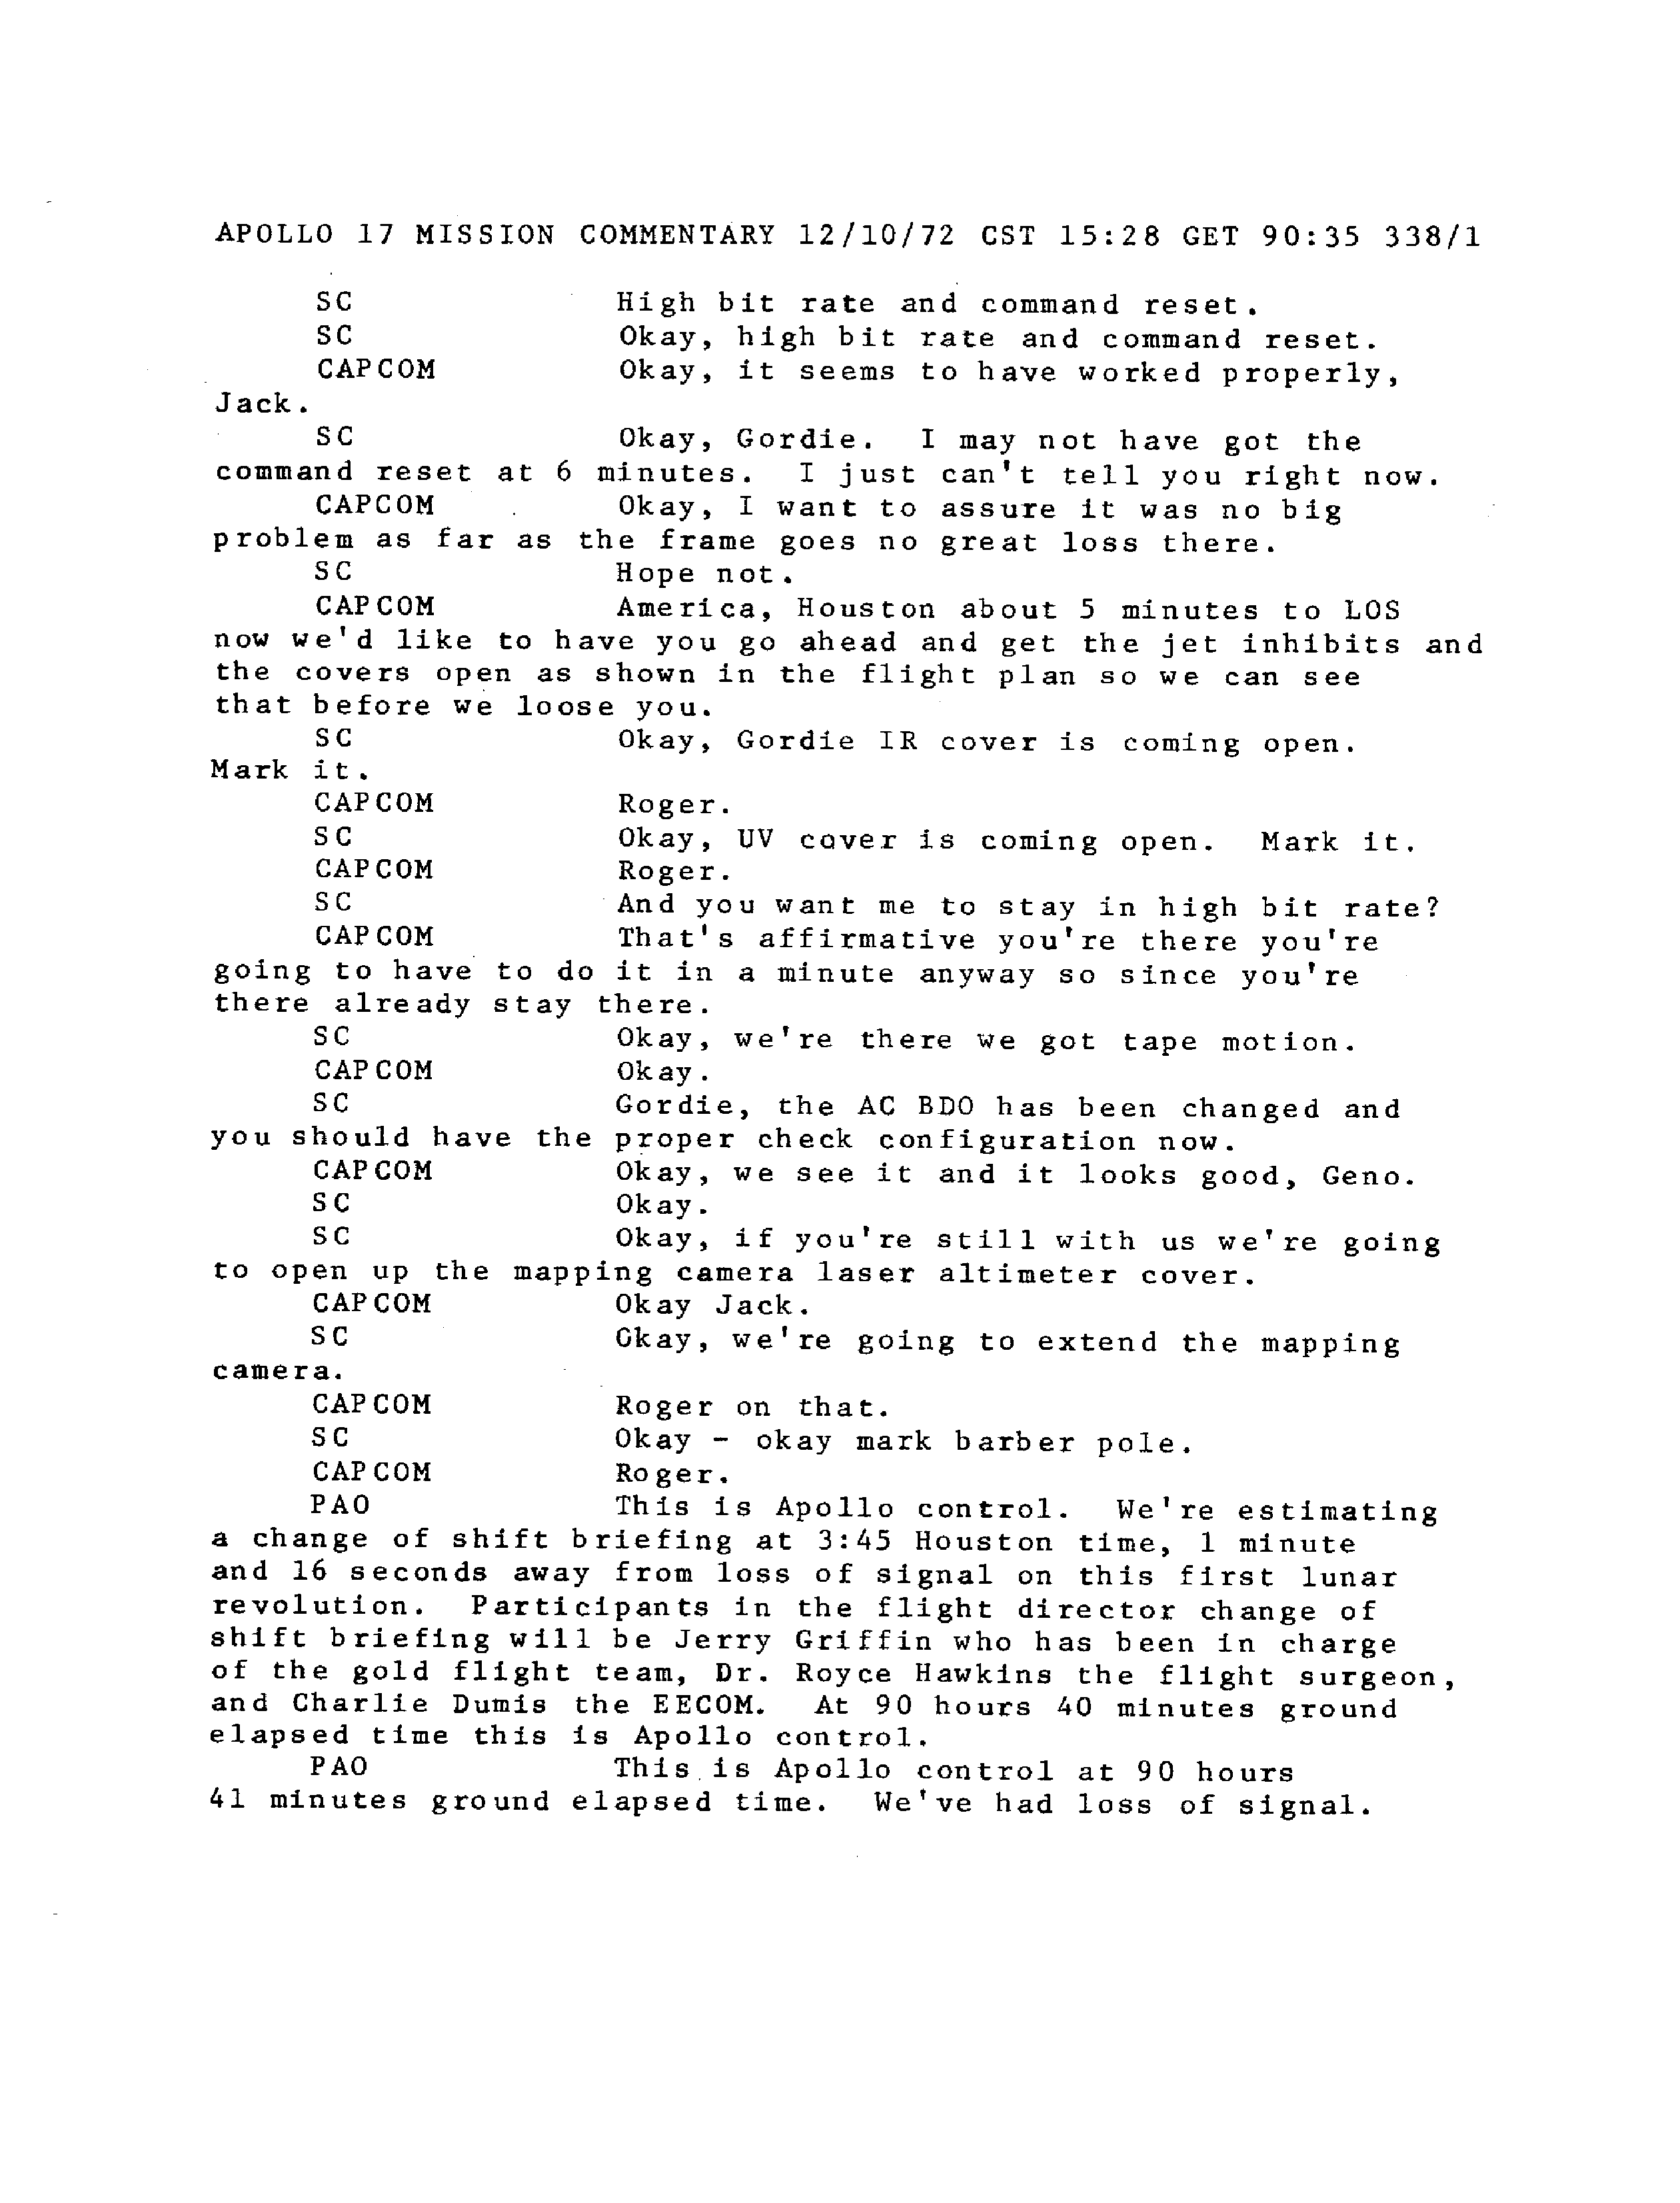 APOLLO 17 MISSION COMMENTARY 12/10/72 CST 15:28 GET 90:35 338/1
SC High bit rate and command reset.
SC Okay, high bit rate and command reset.
CAPCOM Okay, it seems to have worked properly,
Jack.
SC Okay, Gordie. I may not have got the
command reset at 6 minutes. I just can't tell you right now.
CAPCOM Okay, I want to assure it was no big
problem as far as the frame goes no great loss there.
SC Hope not.
CAPCOM America, Houston about 5 minutes to LOS
now we'd like to have you go ahead and get the jet inhibits and
the covers open as shown in the flight plan so we can see
that before we loose you.
SC Okay, Gordie IR cover is coming open.
Mark it.
CAPCOM Roger.
SC Okay, UV cover is coming open. Mark it.
CAPCOM Roger.
SC And you want me to stay in high bit rate?
CAPCOM That's affirmative you're there you're
going to have to do it in a minute anyway so since you're
there already stay there.
SC Okay, we're there we got tape motion.
CAPCOM Okay.
SC Gordie, the AC BDO has been changed and
you should have the proper check configuration now.
CAPCOM Okay, we see it and it looks good, Geno.
SC Okay.
SC Okay, if you're still with us we're going
to open up the mapping camera laser altimeter cover.
CAPCOM Okay Jack.
SC Okay, we're going to extend the mapping
camera.
CAPCOM Roger on that.
SC Okay - okay mark barber pole.
CAPCOM Roger.
PAO This is Apollo control. We're estimating
a change of shift briefing at 3:45 Houston time, 1 minute
and 16 seconds away from loss of signal on this first lunar
revolution. Participants in the flight director change of
shift briefing will be Jerry Griffin who has been in charge
of the gold flight team, Dr. Royce Hawkins the flight surgeon,
and Charlie Dumis the EECOM. At 90 hours 40 minutes ground
elapsed time this is Apollo control.
PAO This is Apollo control at 90 hours
41 minutes ground elapsed time. We've had loss of signal.